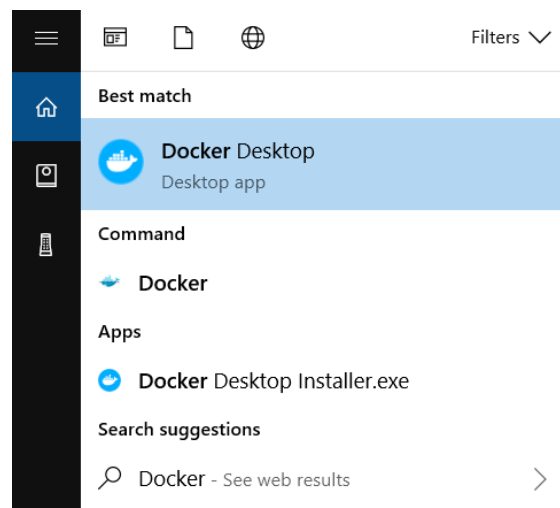 Filters
Best match
Docker Desktop
Desktop app
Command
Docker
Apps
Docker Desktop Installer.exe
Search suggestions
Docker - See web results